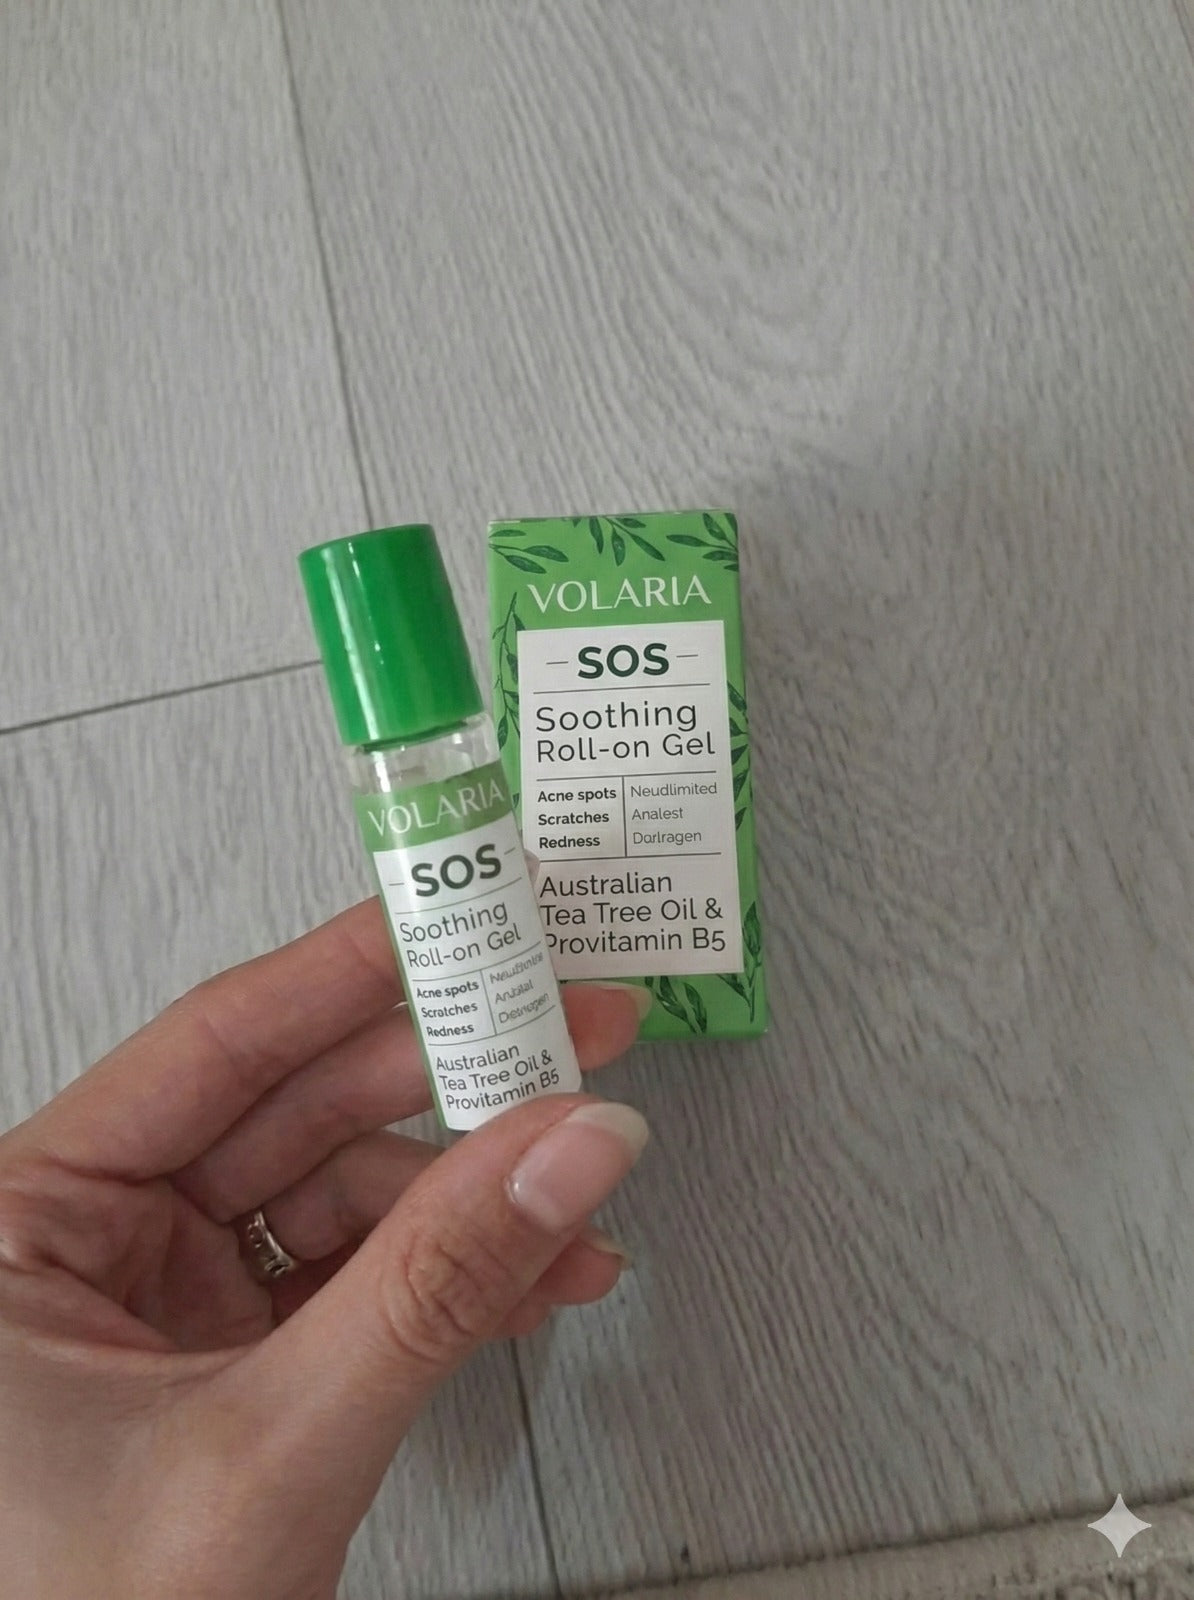 VOLARIA
SOS
Soothing
Roll-on Gel
Acne spots
Scratches
Redness
Neudlimited
Analest
Darlragen
Australian
Tea Tree Oil &
Provitamin B5
VOLARIA
SOS
Soothing
Roll-on Gel
Acne spots
Scratches
Redness
Australian
Tea Tree Oil &
Provitamin B5